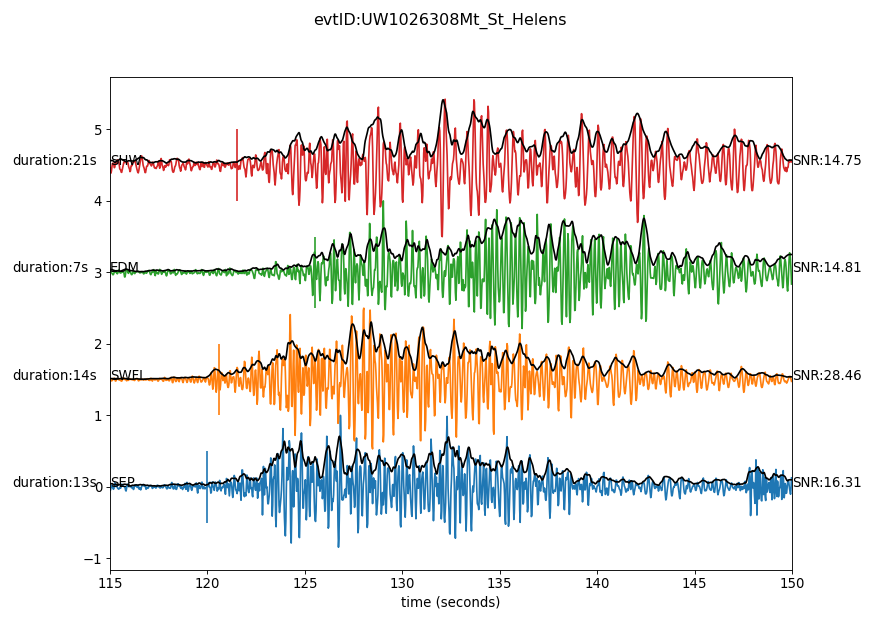 evtID:UW1026308Mt_St_Helens
5
duration:21s SHW SNR:14.75
4
duration:7s EDM SNR:14.81
3
2
duration:14s SWFL SNR:28.46
1
duration:13s SEP SNR:16.31
0
−1
115 120 125 130 135 140 145 150
time (seconds)